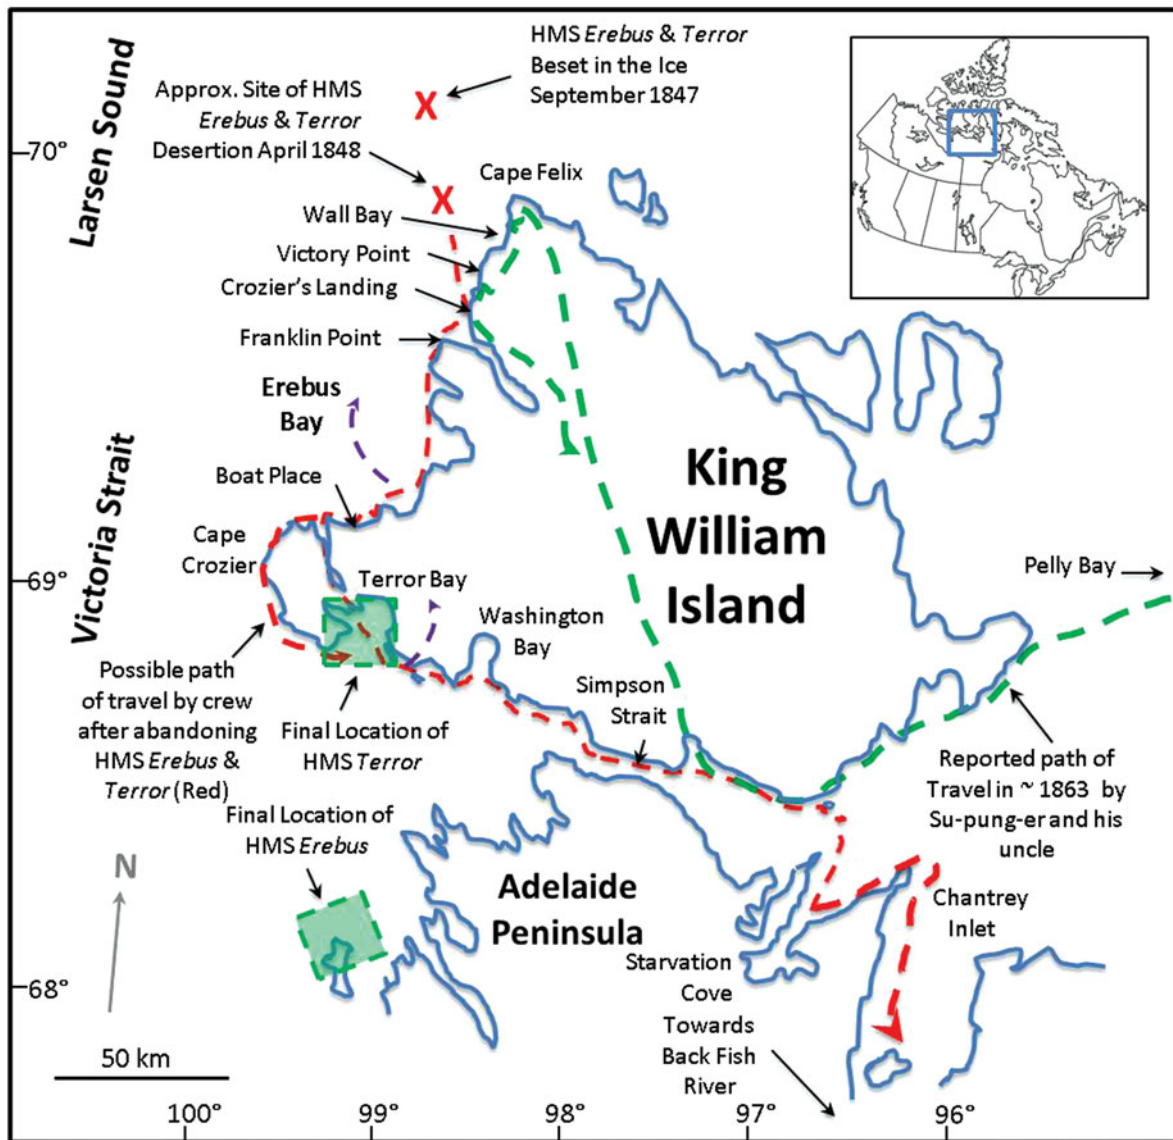 HMS Erebus & Terror
Beset in the Ice
September 1847
Approx. Site of HMS
Erebus & Terror
Desertion April 1848
Larsen Sound
70°
Cape Felix
Wall Bay
Victory Point
Crozier's Landing
Franklin Point
Erebus
Bay
Boat Place
Victoria Strait
King
William
Island
Cape
Crozier
69°
Terror Bay
Pelly Bay
Washington
Bay
Simpson
Strait
Possible path
of travel by crew
after abandoning
HMS Erebus &
Terror (Red)
Final Location of
HMS Terror
Reported path of
Travel in ~ 1863 by
Su-pung-er and his
uncle
Final Location of
HMS Erebus
N
Adelaide
Peninsula
Chantrey
Inlet
Starvation
Cove
Towards
Back Fish
River
68°
50 km
100°
99°
98°
97°
96°
X
X